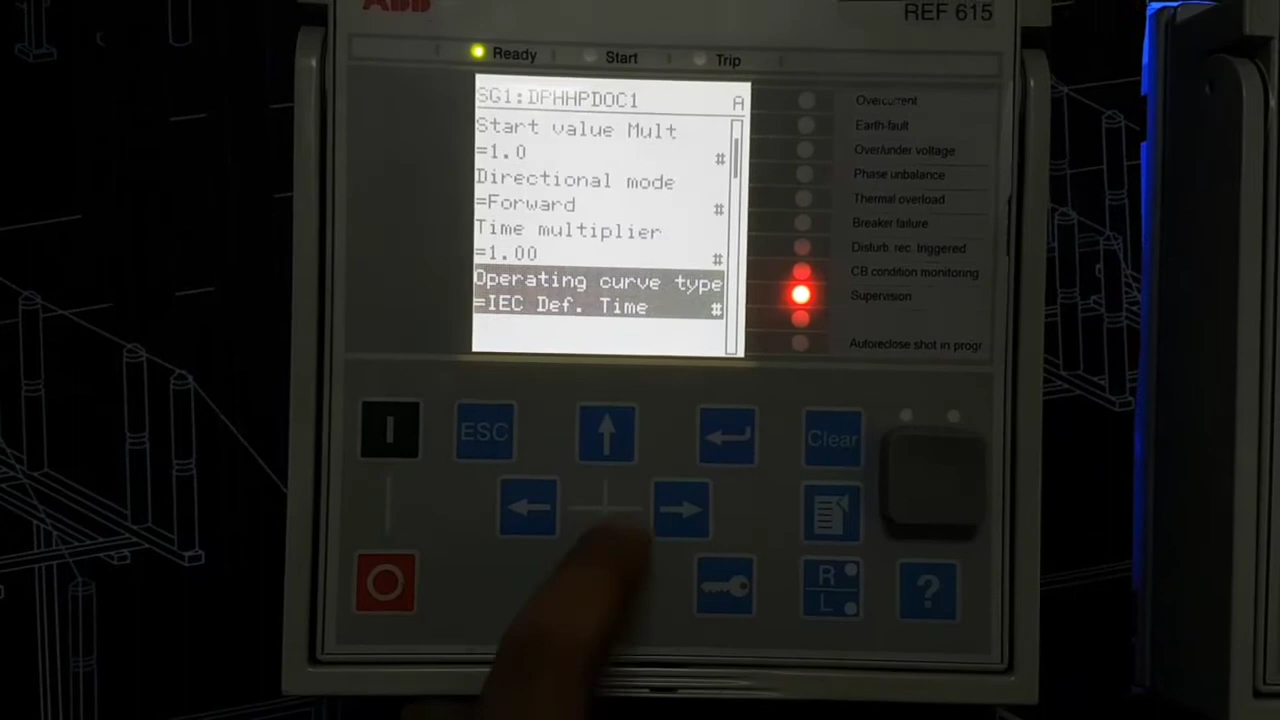 ABB
REF 615
Ready
Start
Trip
SG1:DPHHPDOC1
A
Start value Mult
=1.0 #
Directional mode
=Forward #
Time multiplier
=1.00 #
Operating curve type
=IEC Def. Time #
Overcurrent
Earth-fault
Over/under voltage
Phase unbalance
Thermal overload
Breaker failure
Disturb. rec. triggered
CB condition monitoring
Supervision
Autoreclose shot in progr
ESC
Clear
R
L
?